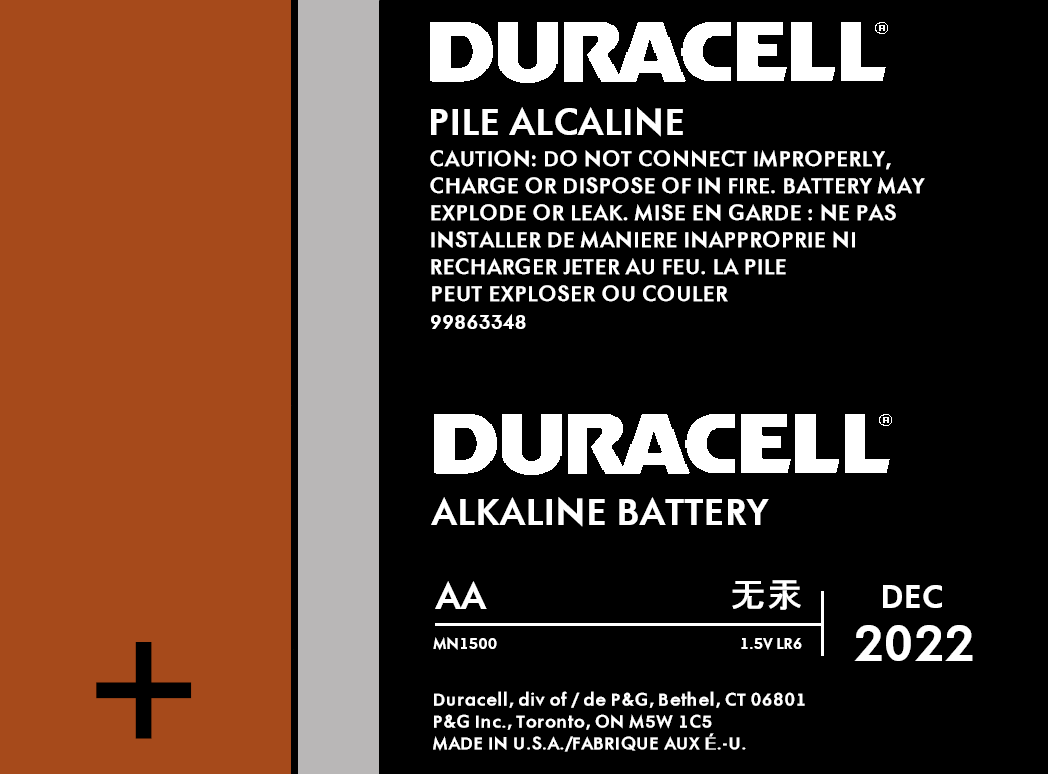 DURACELL®
PILE ALCALINE
CAUTION: DO NOT CONNECT IMPROPERLY,
CHARGE OR DISPOSE OF IN FIRE. BATTERY MAY
EXPLODE OR LEAK. MISE EN GARDE : NE PAS
INSTALLER DE MANIERE INAPPROPRIE NI
RECHARGER JETER AU FEU. LA PILE
PEUT EXPLOSER OU COULER
99863348
DURACELL®
ALKALINE BATTERY
AA 无汞
MN1500 1.5V LR6
DEC
2022
Duracell, div of / de P&G, Bethel, CT 06801
P&G Inc., Toronto, ON M5W 1C5
MADE IN U.S.A./FABRIQUE AUX É.-U.
+